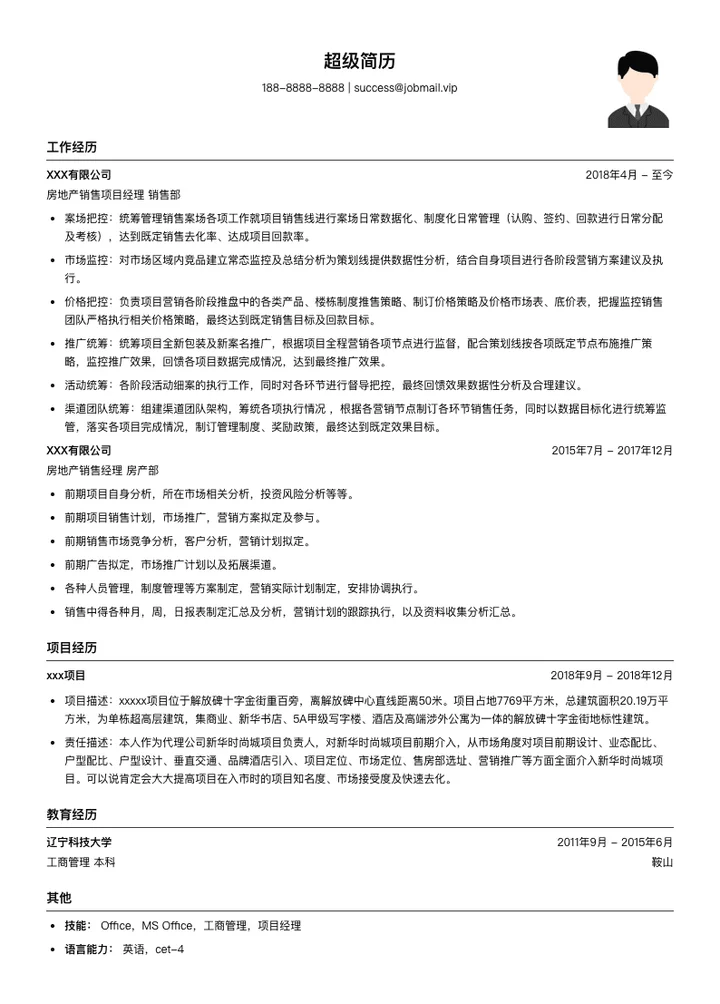 超级简历
188-8888-8888 | success@jobmail.vip
工作经历
XXX有限公司 2018年4月 – 至今
房地产销售项目经理 销售部
• 案场把控：统筹管理销售案场各项工作就项目销售线进行案场日常数据化、制度化日常管理（认购、签约、回款进行日常分配
及考核），达到既定销售去化率、达成项目回款率。
• 市场监控：对市场区域内竞品建立常态监控及总结分析为策划线提供数据性分析，结合自身项目进行各阶段营销方案建议及执
行。
• 价格把控：负责项目营销各阶段推盘中的各类产品、楼栋制度推售策略、制订价格策略及价格市场表、底价表，把握监控销售
团队严格执行相关价格策略，最终达到既定销售目标及回款目标。
• 推广统筹：统筹项目全新包装及新案名推广，根据项目全程营销各项节点进行监督，配合策划线按各项既定节点布施推广策
略，监控推广效果，回馈各项目数据完成情况，达到最终推广效果。
• 活动统筹：各阶段活动细案的执行工作，同时对各环节进行督导把控，最终回馈效果数据性分析及合理建议。
• 渠道团队统筹：组建渠道团队架构，筹统各项执行情况 ，根据各营销节点制订各环节销售任务，同时以数据目标化进行统筹监
管，落实各项目完成情况，制订管理制度、奖励政策，最终达到既定效果目标。
XXX有限公司 2015年7月 – 2017年12月
房地产销售经理 房产部
• 前期项目自身分析，所在市场相关分析，投资风险分析等等。
• 前期项目销售计划，市场推广，营销方案拟定及参与。
• 前期销售市场竞争分析，客户分析，营销计划拟定。
• 前期广告拟定，市场推广计划以及拓展渠道。
• 各种人员管理，制度管理等方案制定，营销实际计划制定，安排协调执行。
• 销售中得各种月，周，日报表制定汇总及分析，营销计划的跟踪执行，以及资料收集分析汇总。
项目经历
xxx项目 2018年9月 – 2018年12月
• 项目描述：xxxxx项目位于解放碑十字金街重百旁，离解放碑中心直线距离50米。项目占地7769平方米，总建筑面积20.19万平
方米，为单栋超高层建筑，集商业、新华书店、5A甲级写字楼、酒店及高端涉外公寓为一体的解放碑十字金街地标性建筑。
• 责任描述：本人作为代理公司新华时尚城项目负责人，对新华时尚城项目前期介入，从市场角度对项目前期设计、业态配比、
户型配比、户型设计、垂直交通、品牌酒店引入、项目定位、市场定位、售房部选址、营销推广等方面全面介入新华时尚城项
目。可以说肯定会大大提高项目在入市时的项目知名度、市场接受度及快速去化。
教育经历
辽宁科技大学 2011年9月 – 2015年6月
工商管理 本科 鞍山
其他
• 技能： Office，MS Office，工商管理，项目经理
• 语言能力： 英语，cet-4